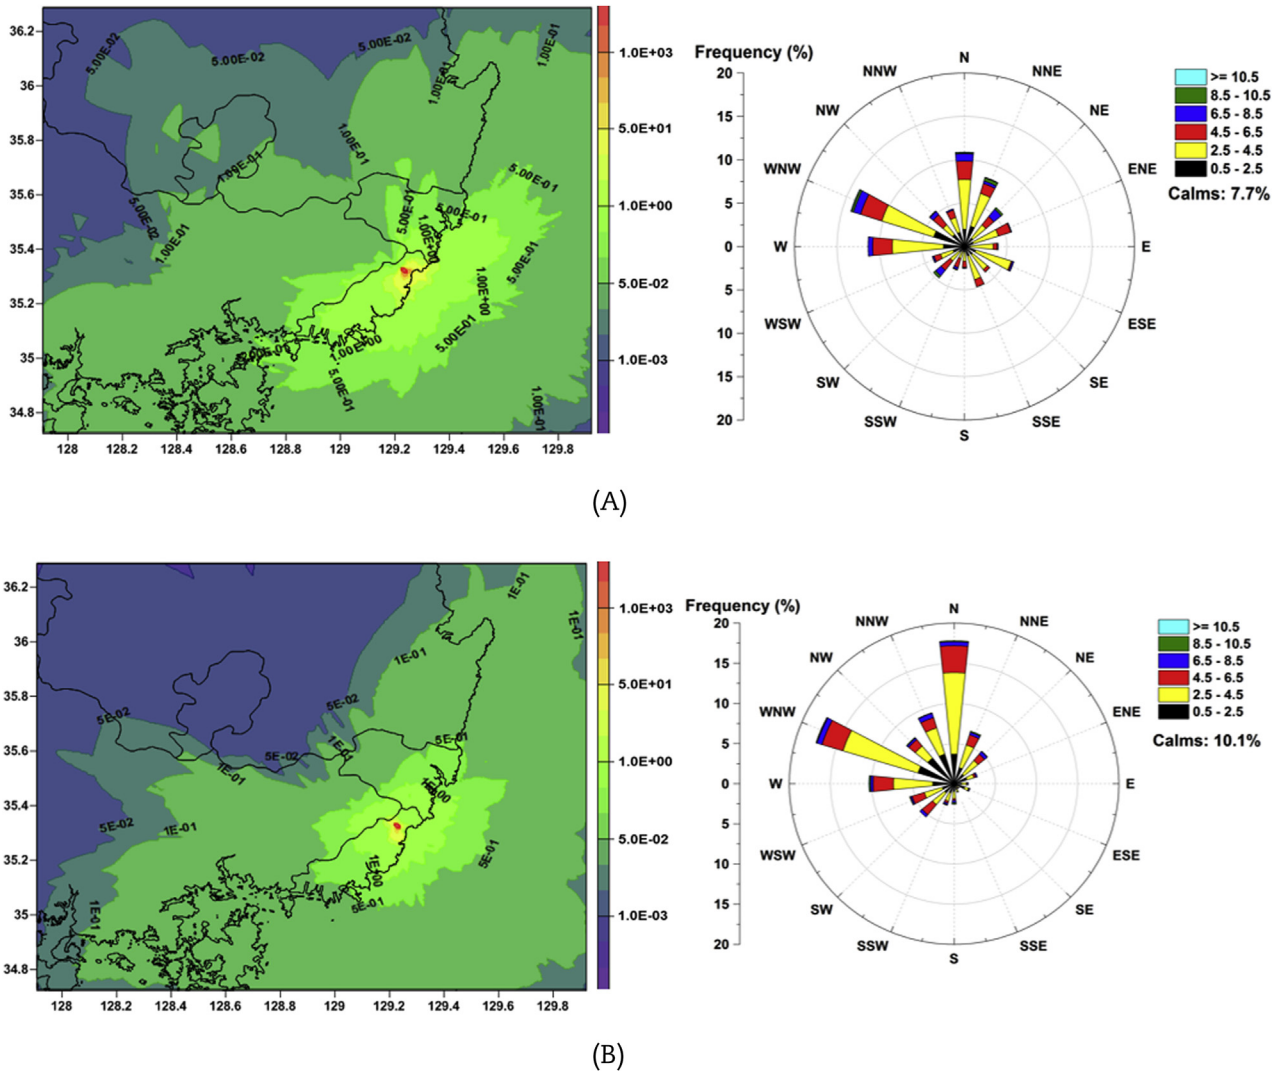 36.2
36
35.8
35.6
35.4
35.2
35
34.8
128
128.2
128.4
128.6
128.8
129
129.2
129.4
129.6
129.8
5.00E-02
5.00E-02
5.00E-02
1.00E-01
1.00E-01
1.00E-01
1.00E-01
5.00E-02
1.00E-01
5.00E-01
5.00E-01
5.00E-01
1.00E+00
5.00E-01
1.00E+00
5.00E-01
1.00E+00
5.00E-01
1.00E-01
1.0E+03
5.0E+01
1.0E+00
5.0E-02
1.0E-03
Frequency (%)
20
15
10
5
0
5
10
15
20
N
NNE
NE
ENE
E
ESE
SE
SSE
S
SSW
SW
WSW
W
WNW
NW
NNW
>= 10.5
8.5 - 10.5
6.5 - 8.5
4.5 - 6.5
2.5 - 4.5
0.5 - 2.5
Calms: 7.7%
(A)
36.2
36
35.8
35.6
35.4
35.2
35
34.8
128
128.2
128.4
128.6
128.8
129
129.2
129.4
129.6
129.8
1E-01
1E-01
1E-01
5E-02
5E-02
5E-02
1E-01
1E-01
5E-01
5E-02
1E-01
1E+00
5E-01
1E+00
5E-01
1E-01
1.0E+03
5.0E+01
1.0E+00
5.0E-02
1.0E-03
Frequency (%)
20
15
10
5
0
5
10
15
20
N
NNE
NE
ENE
E
ESE
SE
SSE
S
SSW
SW
WSW
W
WNW
NW
NNW
>= 10.5
8.5 - 10.5
6.5 - 8.5
4.5 - 6.5
2.5 - 4.5
0.5 - 2.5
Calms: 10.1%
(B)